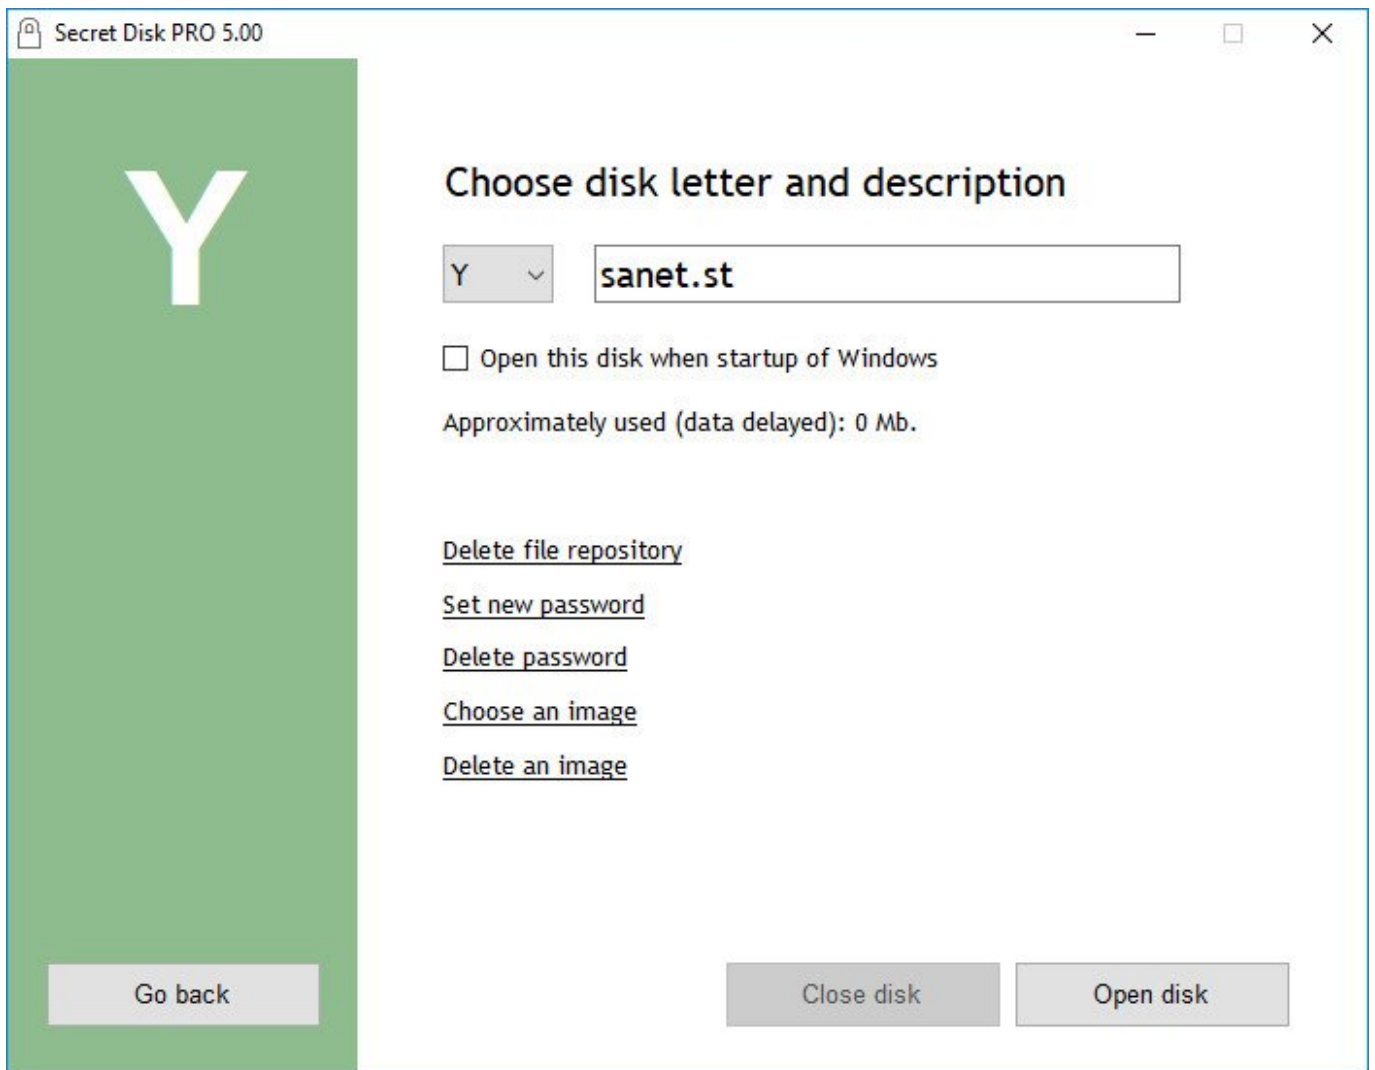 Secret Disk PRO 5.00
Y
Choose disk letter and description
Y sanet.st
Open this disk when startup of Windows
Approximately used (data delayed): 0 Mb.
Delete file repository
Set new password
Delete password
Choose an image
Delete an image
Go back Close disk Open disk